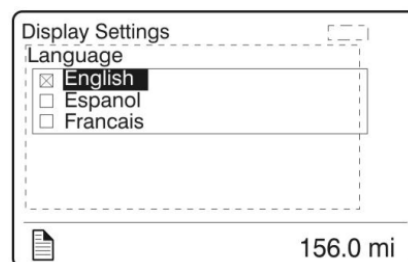 Display Settings
Language
English
Espanol
Francais
156.0 mi